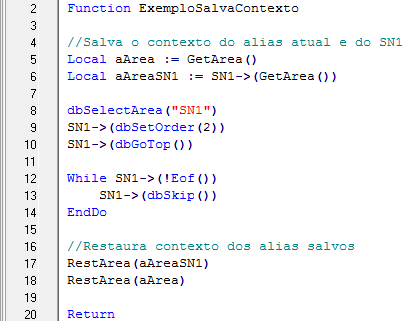 2 Function ExemploSalvaContexto
3
4 //Salva o contexto do alias atual e do SN1
5 Local aArea := GetArea()
6 Local aAreaSN1 := SN1->(GetArea())
7
8 dbSelectArea("SN1")
9 SN1->(dbSetOrder(2))
10 SN1->(dbGoTop())
11
12 While SN1->(!Eof())
13     SN1->(dbSkip())
14 EndDo
15
16 //Restaura contexto dos alias salvos
17 RestArea(aAreaSN1)
18 RestArea(aArea)
19
20 Return